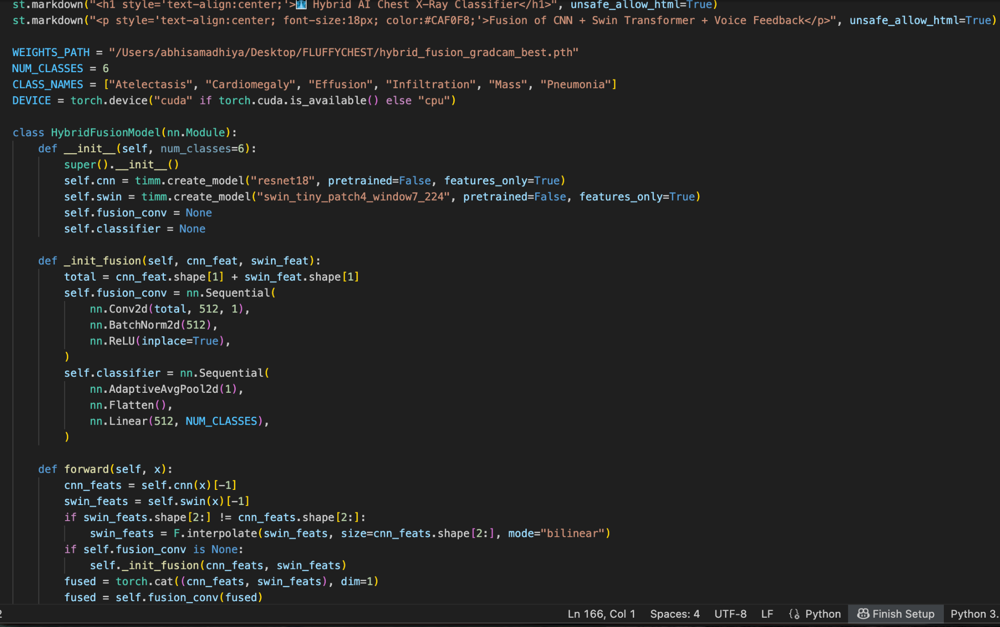 st.markdown("<h1 style='text-align:center;'>🩻 Hybrid AI Chest X-Ray Classifier</h1>", unsafe_allow_html=True)
st.markdown("<p style='text-align:center; font-size:18px; color:#CAF0F8;'>Fusion of CNN + Swin Transformer + Voice Feedback</p>", unsafe_allow_html=True)
WEIGHTS_PATH = "/Users/abhisamadhiya/Desktop/FLUFFYCHEST/hybrid_fusion_gradcam_best.pth"
NUM_CLASSES = 6
CLASS_NAMES = ["Atelectasis", "Cardiomegaly", "Effusion", "Infiltration", "Mass", "Pneumonia"]
DEVICE = torch.device("cuda" if torch.cuda.is_available() else "cpu")
class HybridFusionModel(nn.Module):
    def __init__(self, num_classes=6):
        super().__init__()
        self.cnn = timm.create_model("resnet18", pretrained=False, features_only=True)
        self.swin = timm.create_model("swin_tiny_patch4_window7_224", pretrained=False, features_only=True)
        self.fusion_conv = None
        self.classifier = None
    def _init_fusion(self, cnn_feat, swin_feat):
        total = cnn_feat.shape[1] + swin_feat.shape[1]
        self.fusion_conv = nn.Sequential(
            nn.Conv2d(total, 512, 1),
            nn.BatchNorm2d(512),
            nn.ReLU(inplace=True),
        )
        self.classifier = nn.Sequential(
            nn.AdaptiveAvgPool2d(1),
            nn.Flatten(),
            nn.Linear(512, NUM_CLASSES),
        )
    def forward(self, x):
        cnn_feats = self.cnn(x)[-1]
        swin_feats = self.swin(x)[-1]
        if swin_feats.shape[2:] != cnn_feats.shape[2:]:
            swin_feats = F.interpolate(swin_feats, size=cnn_feats.shape[2:], mode="bilinear")
        if self.fusion_conv is None:
            self._init_fusion(cnn_feats, swin_feats)
        fused = torch.cat((cnn_feats, swin_feats), dim=1)
        fused = self.fusion_conv(fused)
Ln 166, Col 1 Spaces: 4 UTF-8 LF Python Finish Setup Python 3.